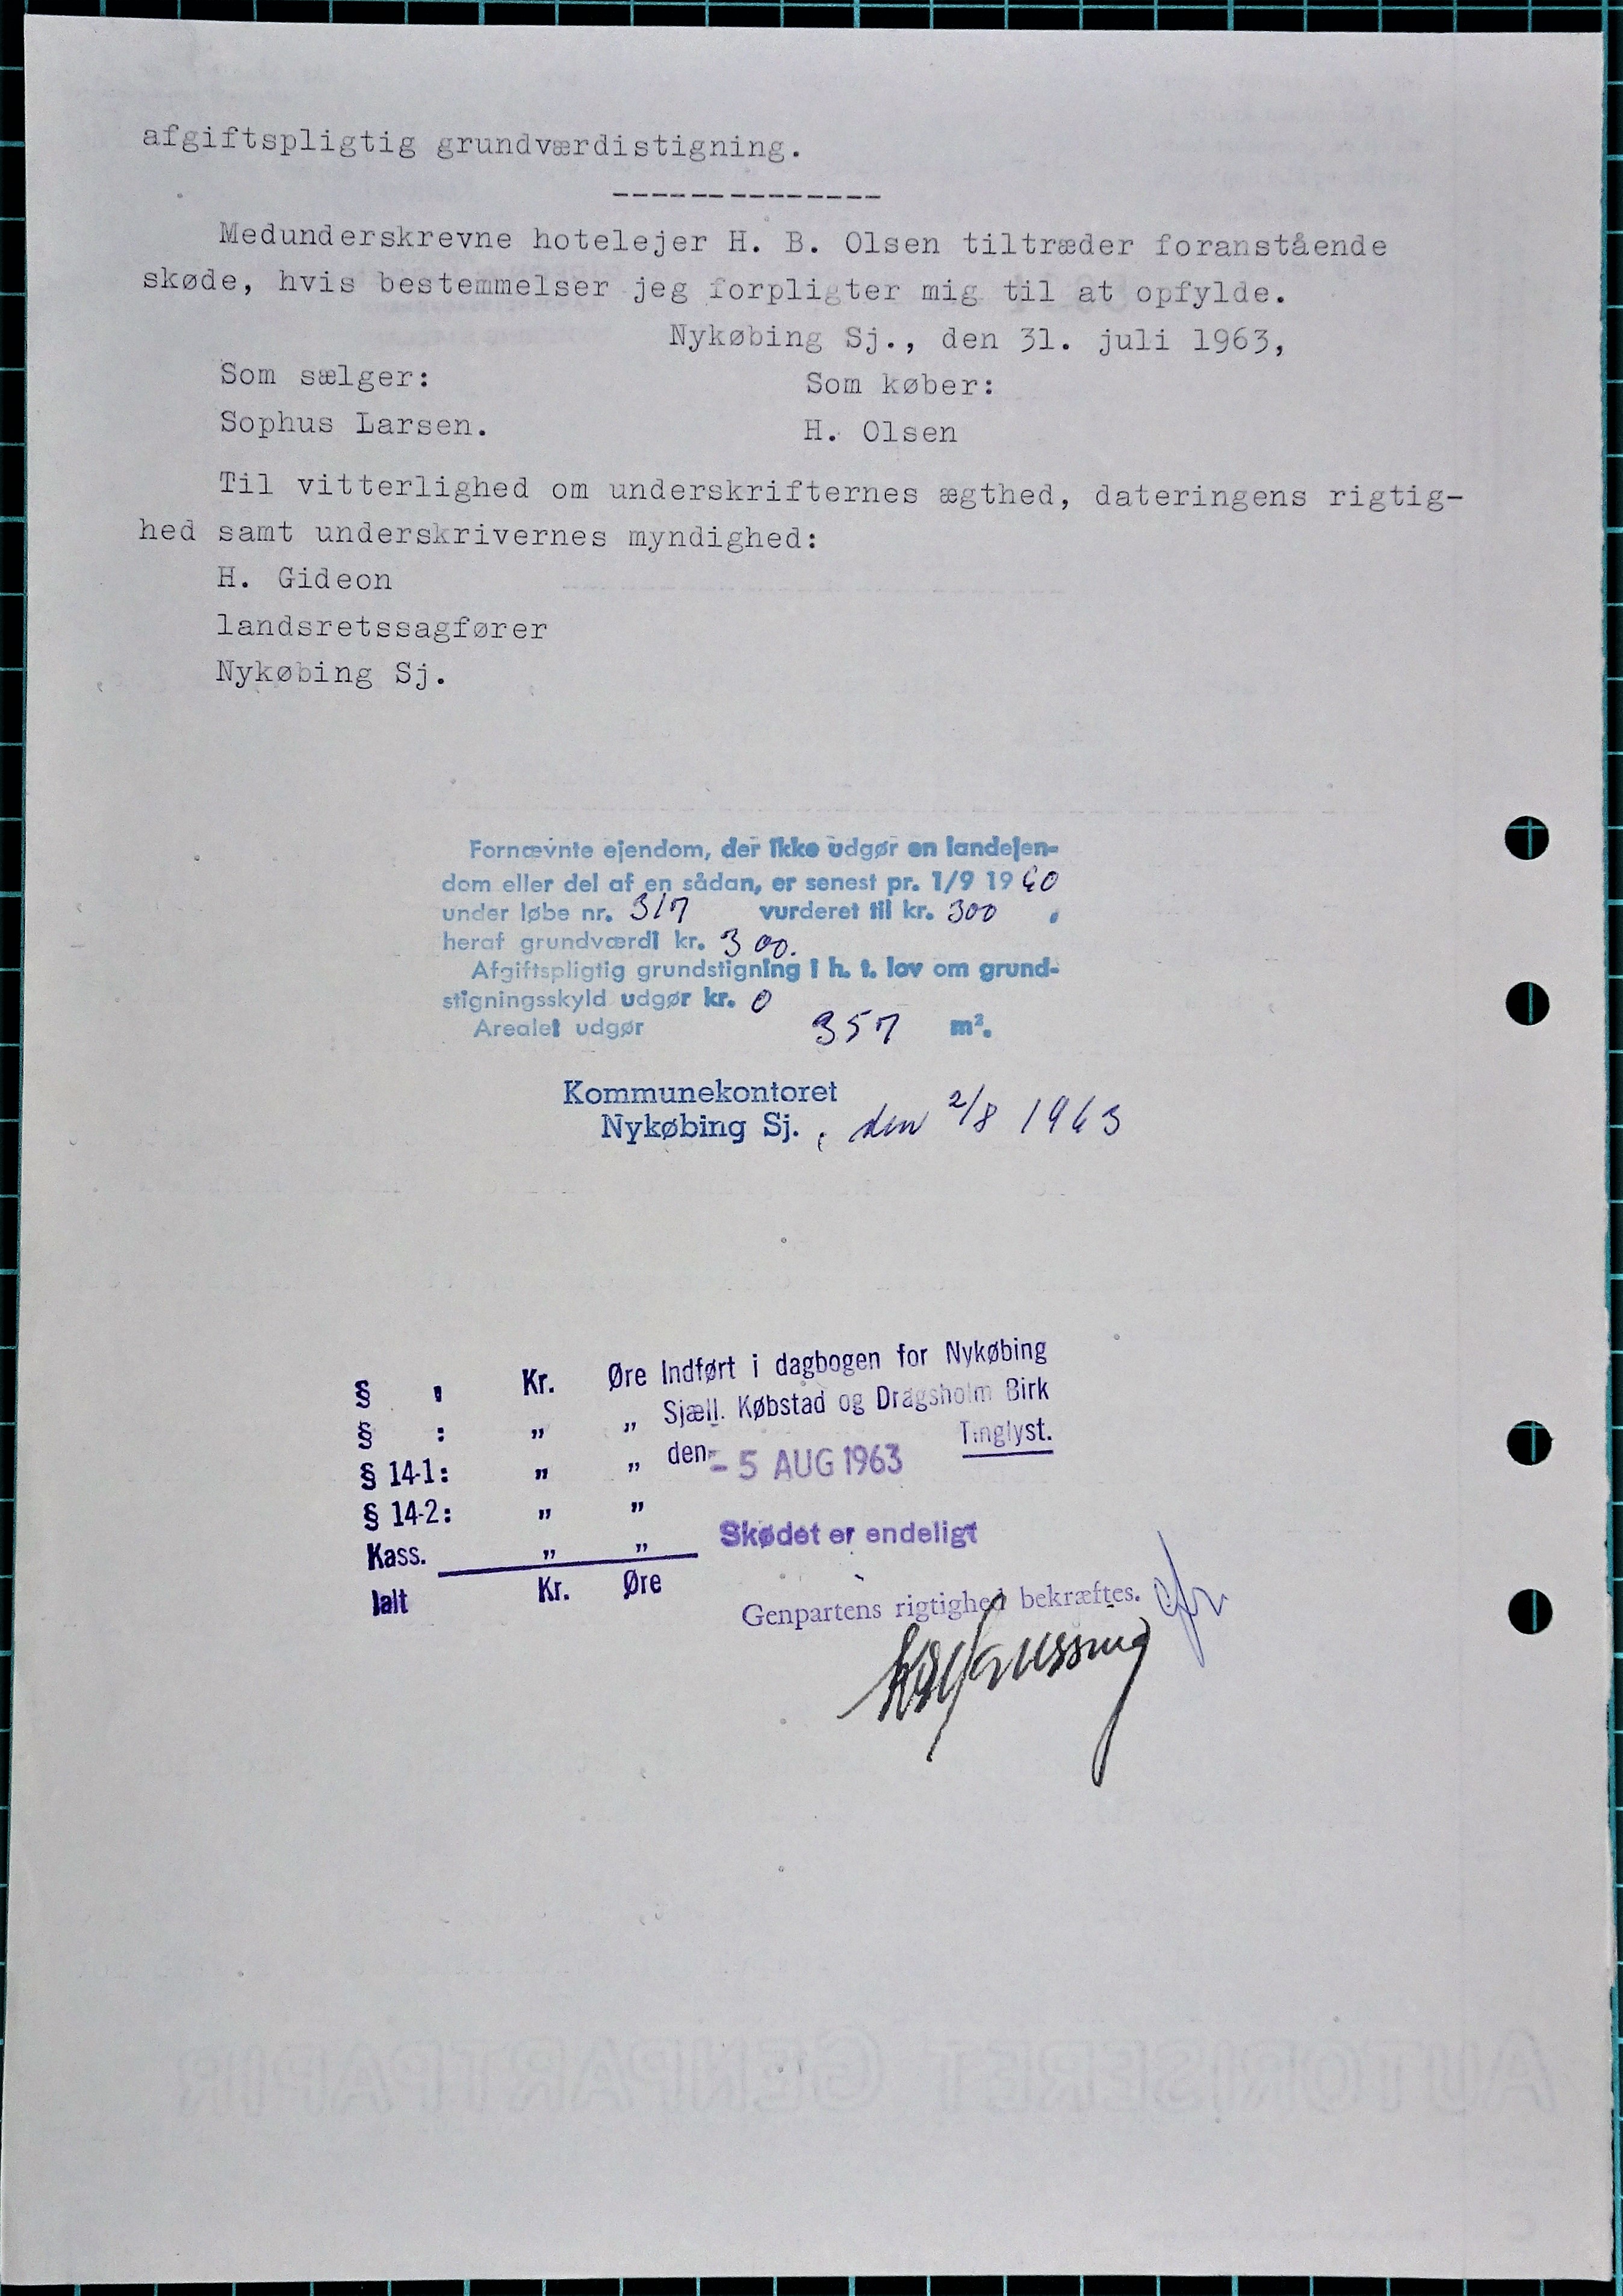 afgiftspligtig grundværdistigning.
--------------
Medunderskrevne hotelejer H. B. Olsen tiltræder foranstående
skøde, hvis bestemmelser jeg forpligter mig til at opfylde.
Nykøbing Sj., den 31. juli 1963,
Som sælger: Som køber:
Sophus Larsen. H. Olsen
Til vitterlighed om underskrifternes ægthed, dateringens rigtig-
hed samt underskrivernes myndighed:
H. Gideon
landsretssagfører
Nykøbing Sj.
Fornævnte ejendom, der ikke udgør en landejen-
dom eller del af en sådan, er senest pr. 1/9 1960
under løbe nr. 317 vurderet til kr. 300 ,
heraf grundværdi kr. 300.
Afgiftspligtig grundstigning i h. t. lov om grund-
stigningsskyld udgør kr. 0
Arealet udgør 357 m².
Kommunekontoret
Nykøbing Sj. , den 2/8 1963
§ , Kr. Øre Indført i dagbogen for Nykøbing
§ : „ „ Sjæll. Købstad og Dragsholm Birk
§ 14-1: „ „ den - 5 AUG 1963 Tinglyst.
§ 14-2: „ „
Kass. „ „ Skødet er endeligt
Ialt Kr. Øre
Genpartens rigtighed bekræftes.
AUTORISERET GENPARTPAPIR